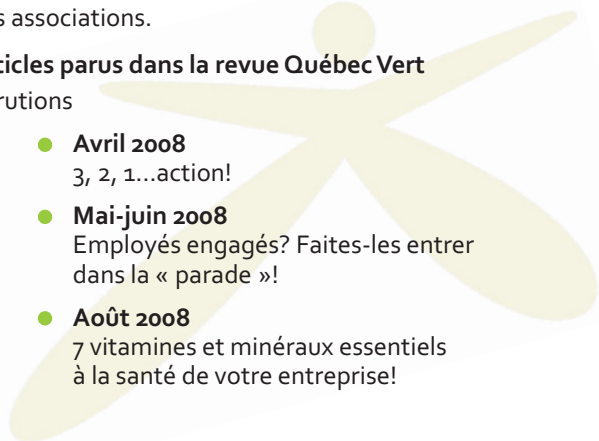 s associations.
ticles parus dans la revue Québec Vert
rutions
Avril 2008
3, 2, 1...action!
Mai-juin 2008
Employés engagés? Faites-les entrer
dans la « parade »!
Août 2008
7 vitamines et minéraux essentiels
à la santé de votre entreprise!